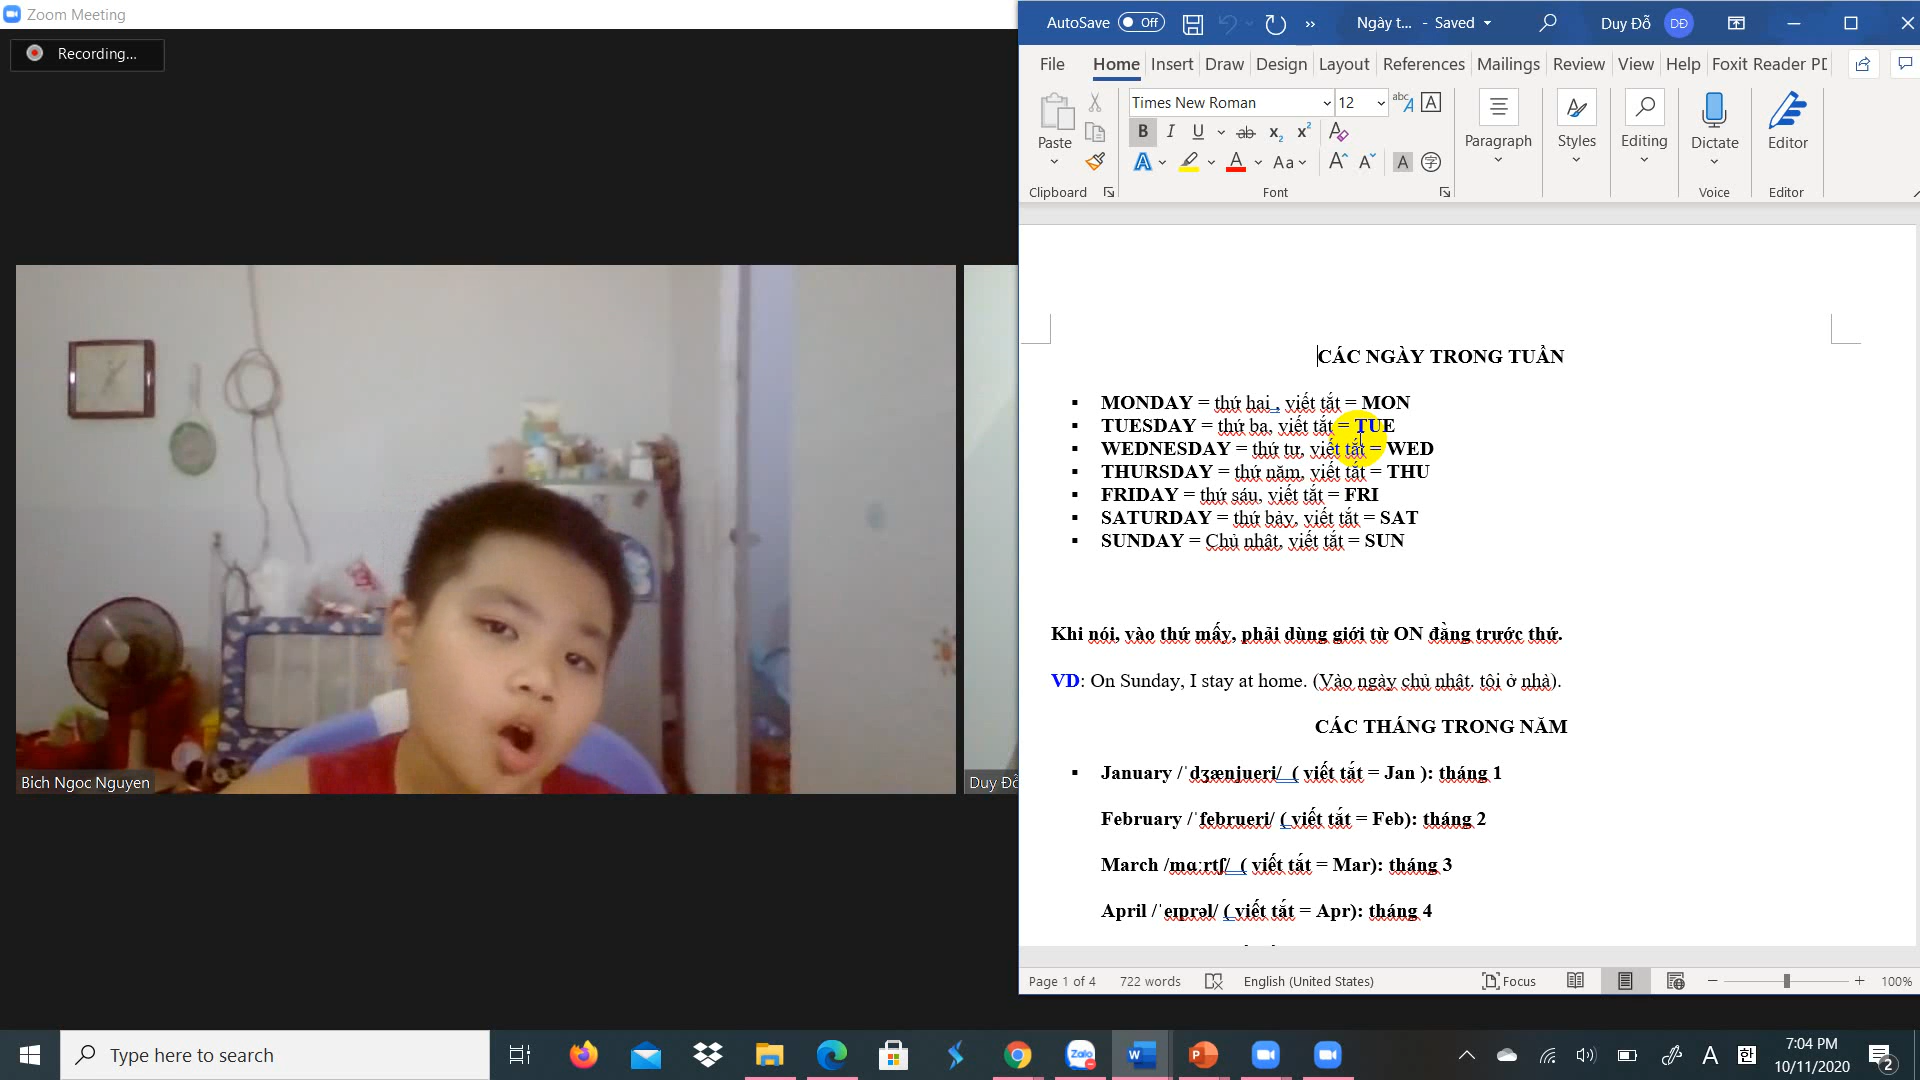 Zoom Meeting
Recording...
AutoSave Off Ngày t... - Saved Duy Đỗ DĐ
File Home Insert Draw Design Layout References Mailings Review View Help Foxit Reader PD
Times New Roman 12
Paste
Paragraph Styles Editing Dictate Editor
Clipboard Font Voice Editor
CÁC NGÀY TRONG TUẦN
▪ MONDAY = thứ hai , viết tắt = MON
▪ TUESDAY = thứ ba, viết tắt = TUE
▪ WEDNESDAY = thứ tư, viết tắt = WED
▪ THURSDAY = thứ năm, viết tắt = THU
▪ FRIDAY = thứ sáu, viết tắt = FRI
▪ SATURDAY = thứ bảy, viết tắt = SAT
▪ SUNDAY = Chủ nhật, viết tắt = SUN
Khi nói, vào thứ mấy, phải dùng giới từ ON đằng trước thứ.
VD: On Sunday, I stay at home. (Vào ngày chủ nhật. tôi ở nhà).
CÁC THÁNG TRONG NĂM
▪ January /ˈdʒænjueri/ ( viết tắt = Jan ): tháng 1
February /ˈfebrueri/ ( viết tắt = Feb): tháng 2
March /mɑːrtʃ/ ( viết tắt = Mar): tháng 3
April /ˈeɪprəl/ ( viết tắt = Apr): tháng 4
Bich Ngoc Nguyen
Duy Đỗ
Page 1 of 4 722 words English (United States) Focus 100%
Type here to search
Zalo
7:04 PM
10/11/2020
2